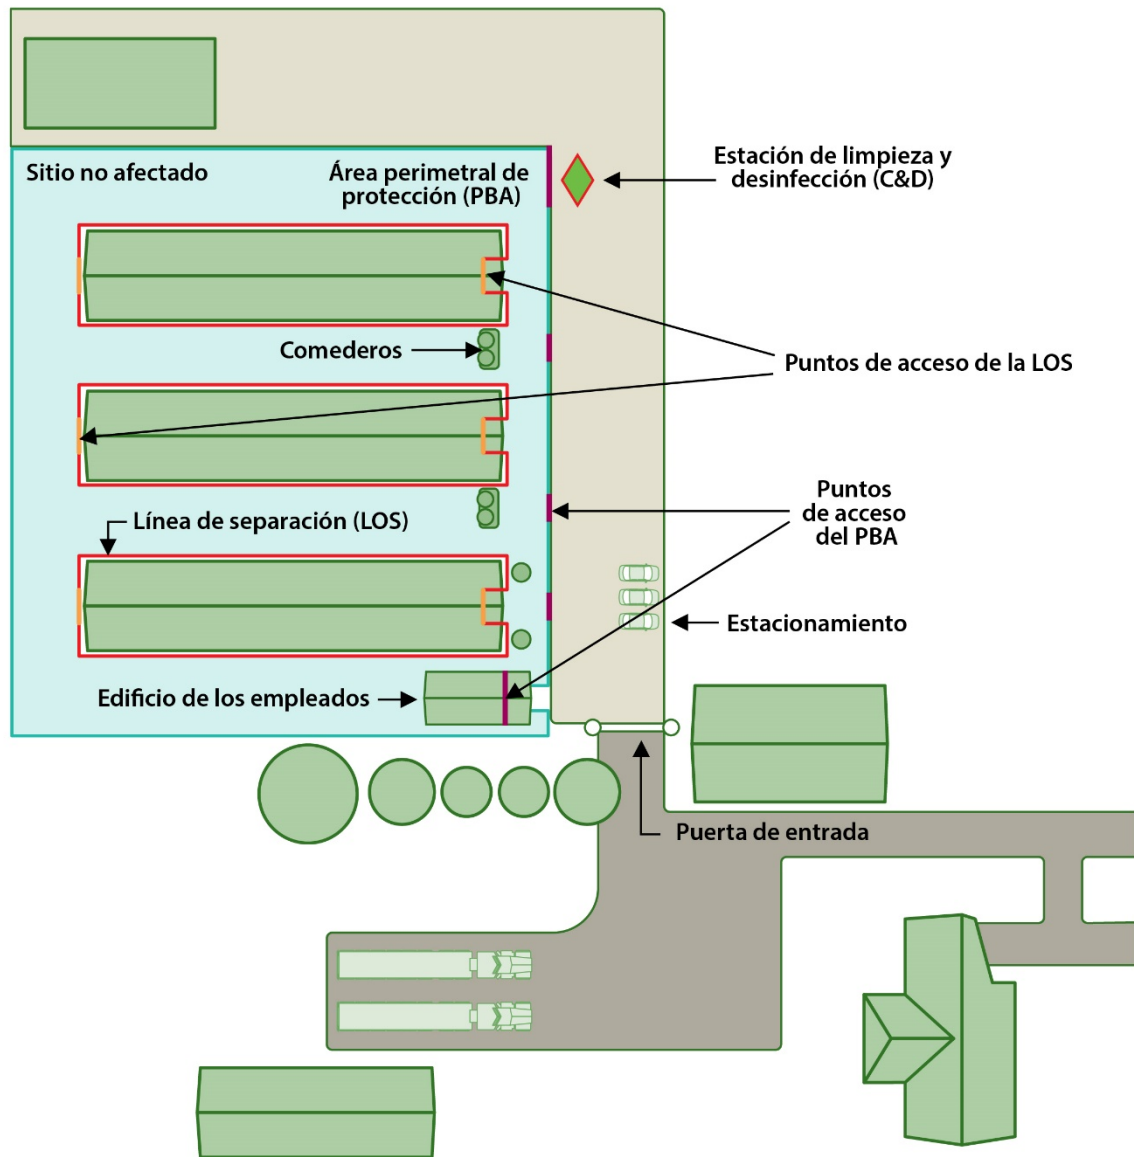 Sitio no afectado
Área perimetral de
protección (PBA)
Estación de limpieza y
desinfección (C&D)
Comederos
Puntos de acceso de la LOS
Línea de separación (LOS)
Puntos
de acceso
del PBA
Estacionamiento
Edificio de los empleados
Puerta de entrada